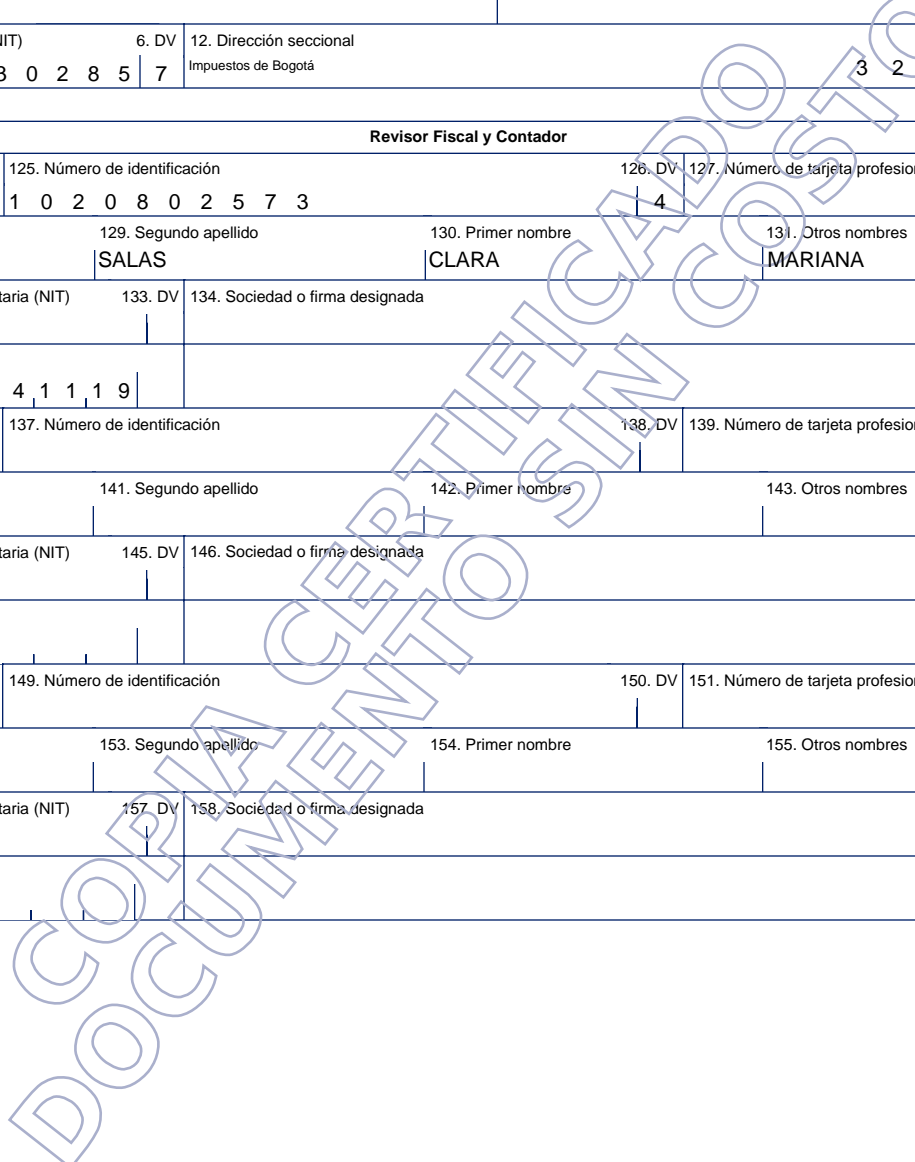 NIT) 6. DV 12. Dirección seccional
0 2 8 5 7 Impuestos de Bogotá 3 2
Revisor Fiscal y Contador
125. Número de identificación 126. DV 127. Número de tarjeta profesion
1 0 2 0 8 0 2 5 7 3 4
129. Segundo apellido 130. Primer nombre 131. Otros nombres
SALAS CLARA MARIANA
taria (NIT) 133. DV 134. Sociedad o firma designada
4 1 1 9
137. Número de identificación 138. DV 139. Número de tarjeta profesion
141. Segundo apellido 142. Primer nombre 143. Otros nombres
taria (NIT) 145. DV 146. Sociedad o firma designada
149. Número de identificación 150. DV 151. Número de tarjeta profesion
153. Segundo apellido 154. Primer nombre 155. Otros nombres
taria (NIT) 157. DV 158. Sociedad o firma designada
COPIA CERTIFICADO
DOCUMENTO SIN COSTO